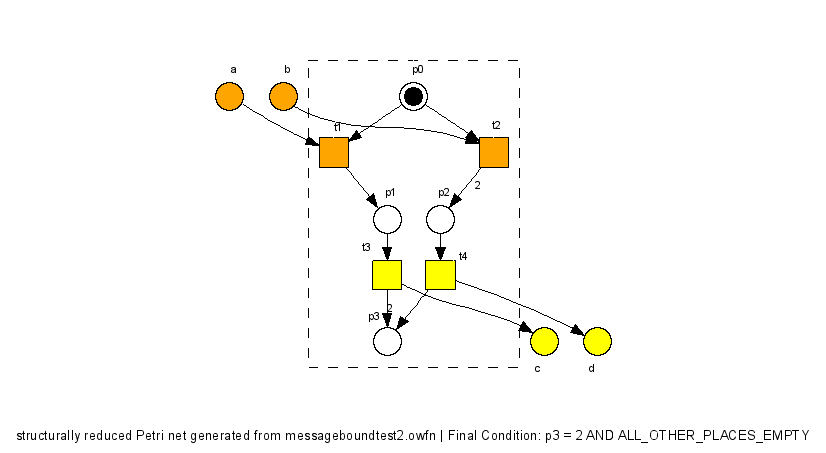 a
b
p0
t1
t2
p1
p2
2
t3
t4
2
p3
c
d
structurally reduced Petri net generated from messageboundtest2.owfn | Final Condition: p3 = 2 AND ALL_OTHER_PLACES_EMPTY